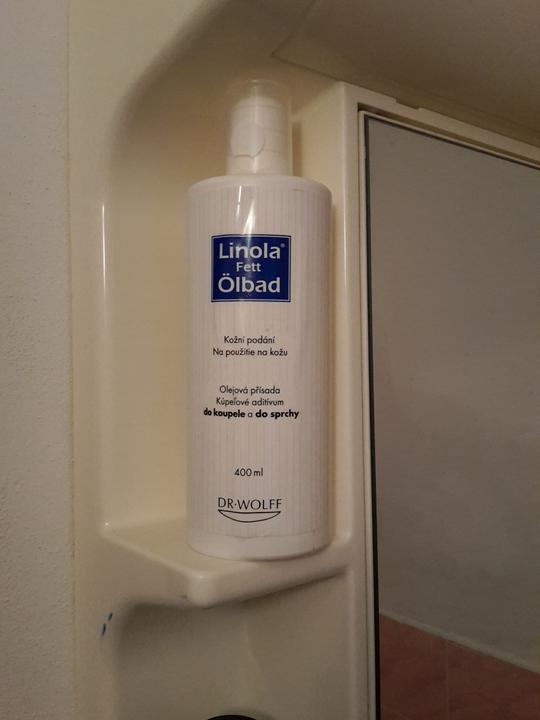 Linola®
Fett
Ölbad
Kožní podání
Na použitie na kožu
Olejová přísada
Kúpeľové aditívum
do koupele a do sprchy
400 ml
DR·WOLFF